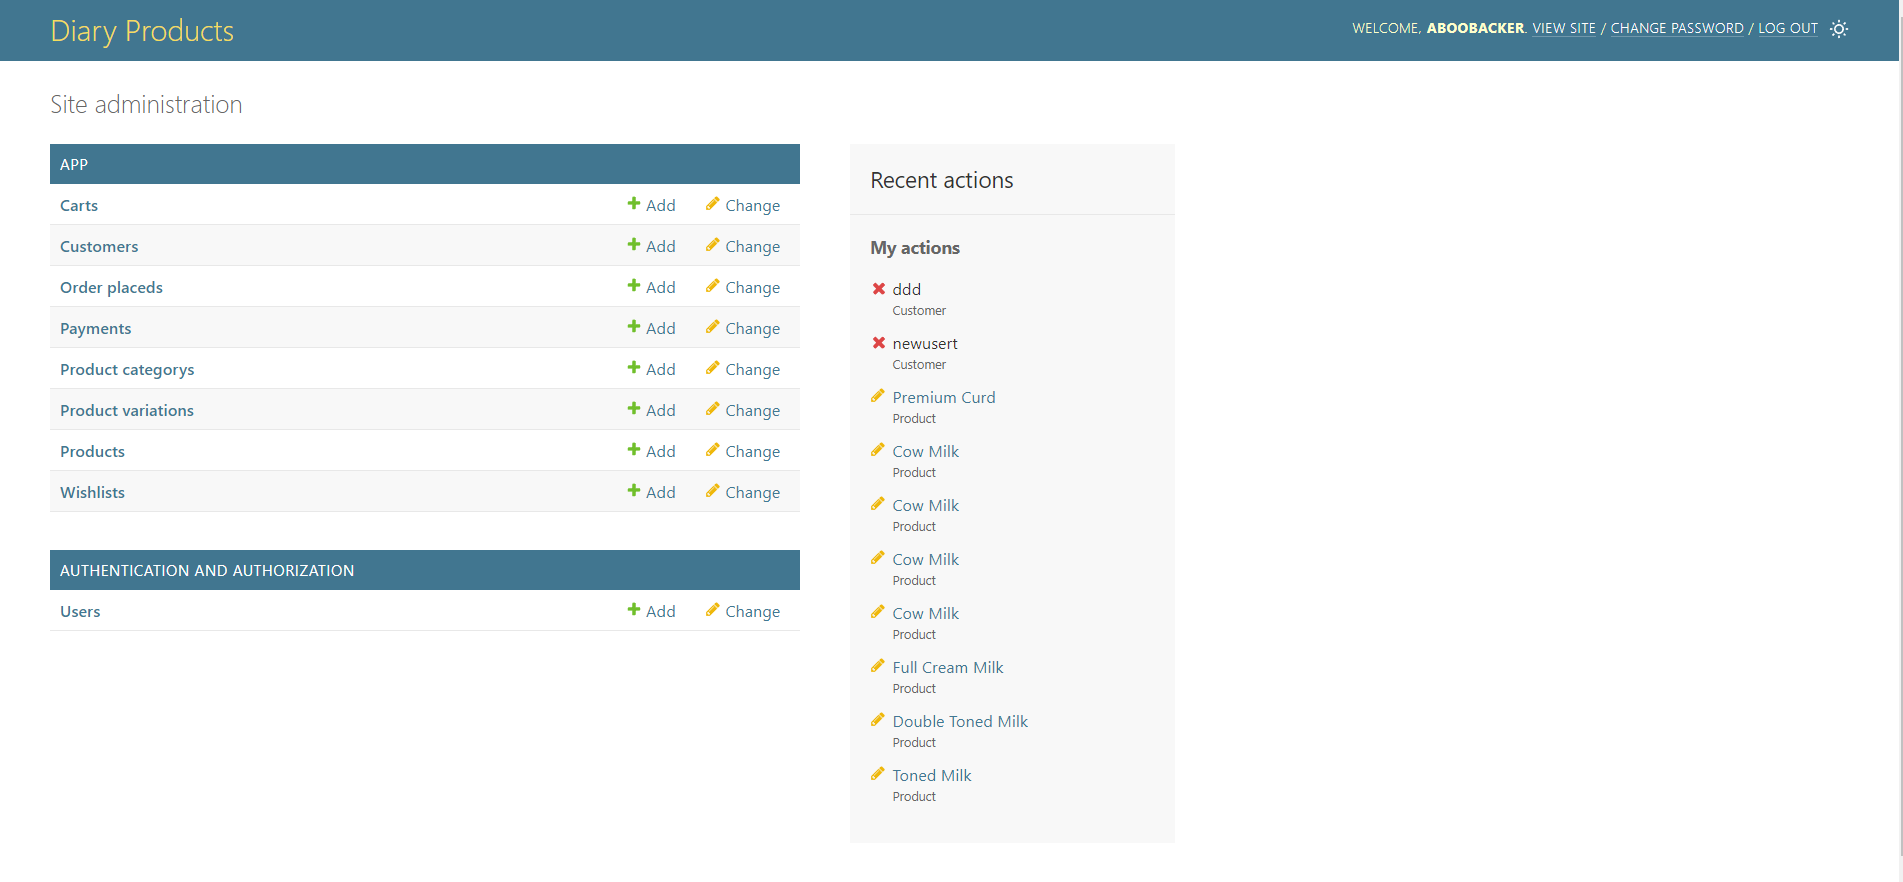 Diary Products
WELCOME, ABOOBACKER. VIEW SITE / CHANGE PASSWORD / LOG OUT
Site administration
APP
Carts Add Change
Customers Add Change
Order placeds Add Change
Payments Add Change
Product categorys Add Change
Product variations Add Change
Products Add Change
Wishlists Add Change
AUTHENTICATION AND AUTHORIZATION
Users Add Change
Recent actions
My actions
ddd
Customer
newusert
Customer
Premium Curd
Product
Cow Milk
Product
Cow Milk
Product
Cow Milk
Product
Cow Milk
Product
Full Cream Milk
Product
Double Toned Milk
Product
Toned Milk
Product